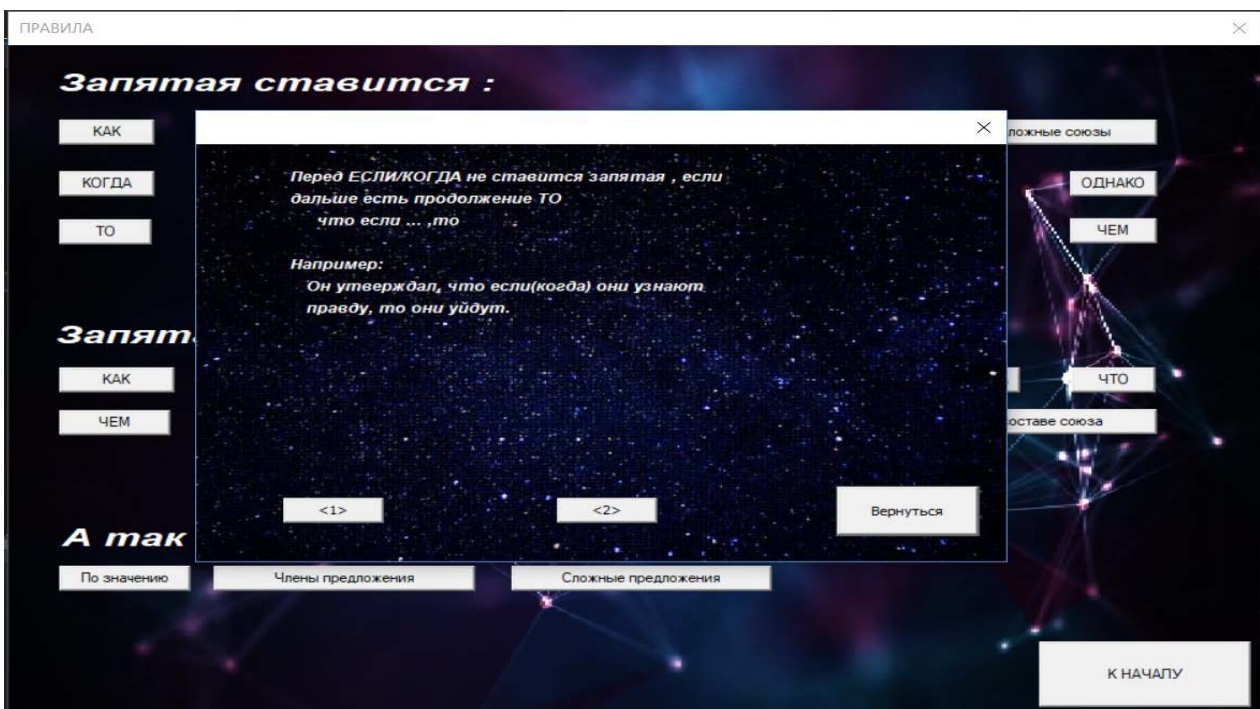 ПРАВИЛА
Запятая ставится :
КАК
ложные союзы
КОГДА
ОДНАКО
ТО
ЧЕМ
Перед ЕСЛИ/КОГДА не ставится запятая , если
дальше есть продолжение ТО
что если ... ,то
Например:
Он утверждал, что если(когда) они узнают
правду, то они уйдут.
Запят
КАК
ЧТО
ЧЕМ
составе союза
<1>
<2>
Вернуться
А так
По значению
Члены предложения
Сложные предложения
К НАЧАЛУ